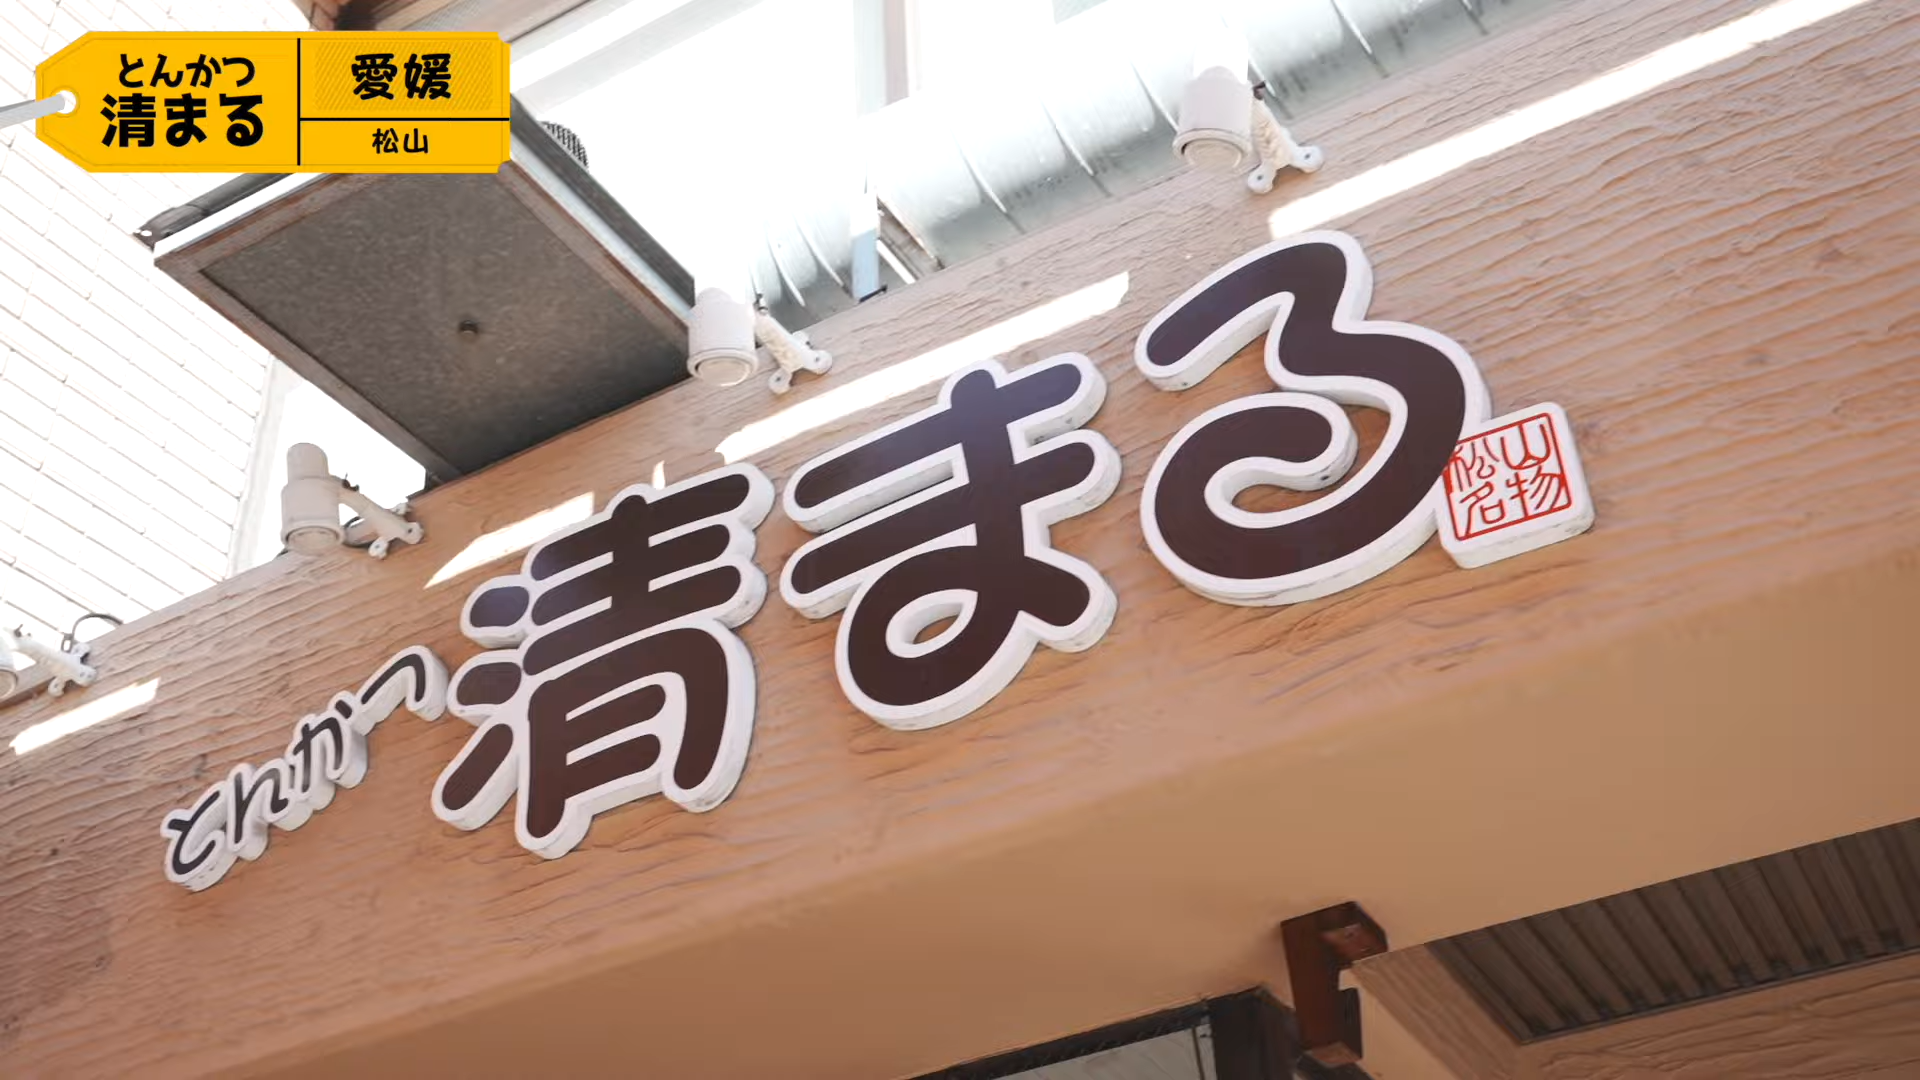 とんかつ
清まる
愛媛
松山
とんかつ 清まる
山物
松名